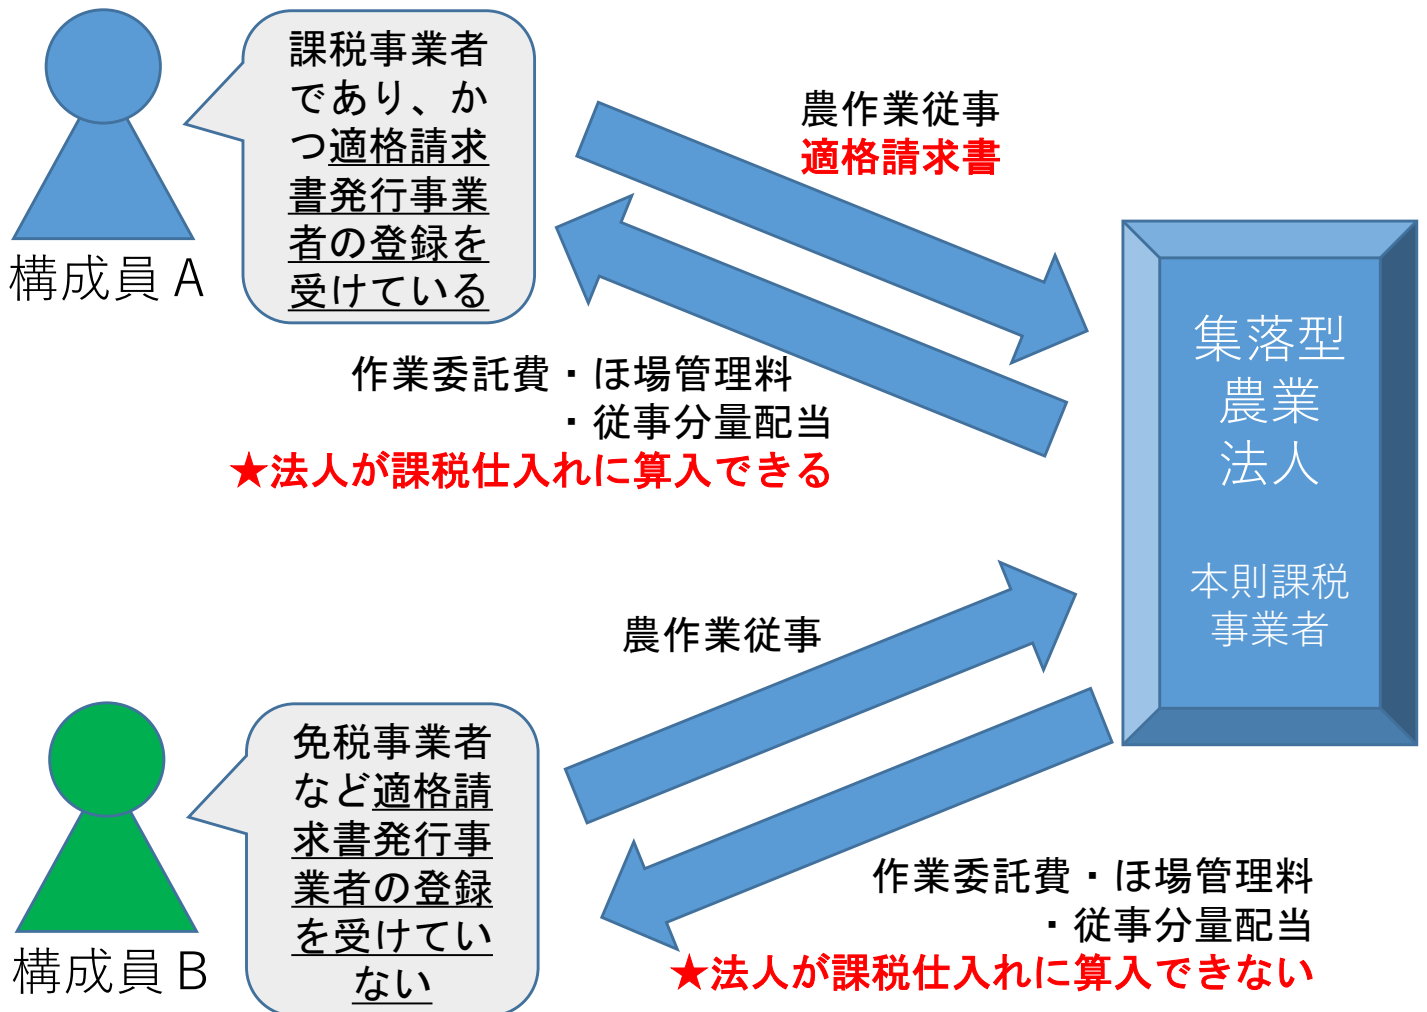 課税事業者
であり、か
つ適格請求
書発行事業
者の登録を
受けている
構成員A
農作業従事
適格請求書
作業委託費・ほ場管理料
・従事分量配当
★法人が課税仕入れに算入できる
集落型
農業
法人
本則課税
事業者
農作業従事
免税事業者
など適格請
求書発行事
業者の登録
を受けてい
ない
構成員B
作業委託費・ほ場管理料
・従事分量配当
★法人が課税仕入れに算入できない